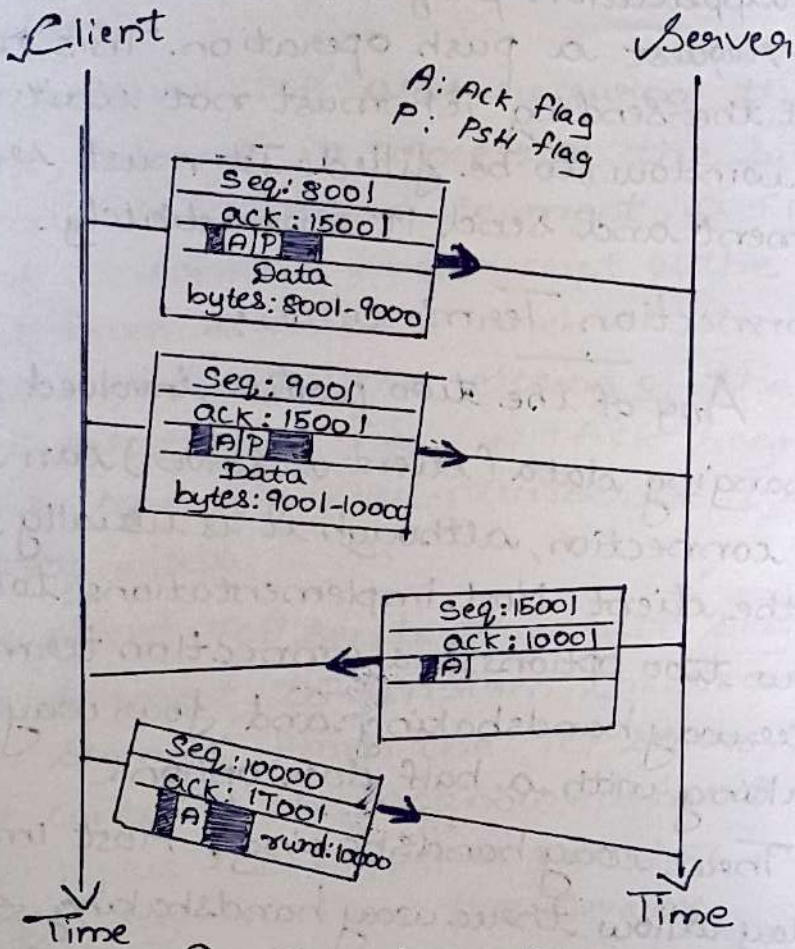 Client
Server
A: ACK flag
P: PSH flag
Seq: 8001
ack: 15001
A P
Data
bytes: 8001-9000
Seq: 9001
ack: 15001
A P
Data
bytes: 9001-10000
Seq: 15001
ack: 10001
A
Seq: 10000
ack: 17001
A
rwnd: 10000
Time
Time